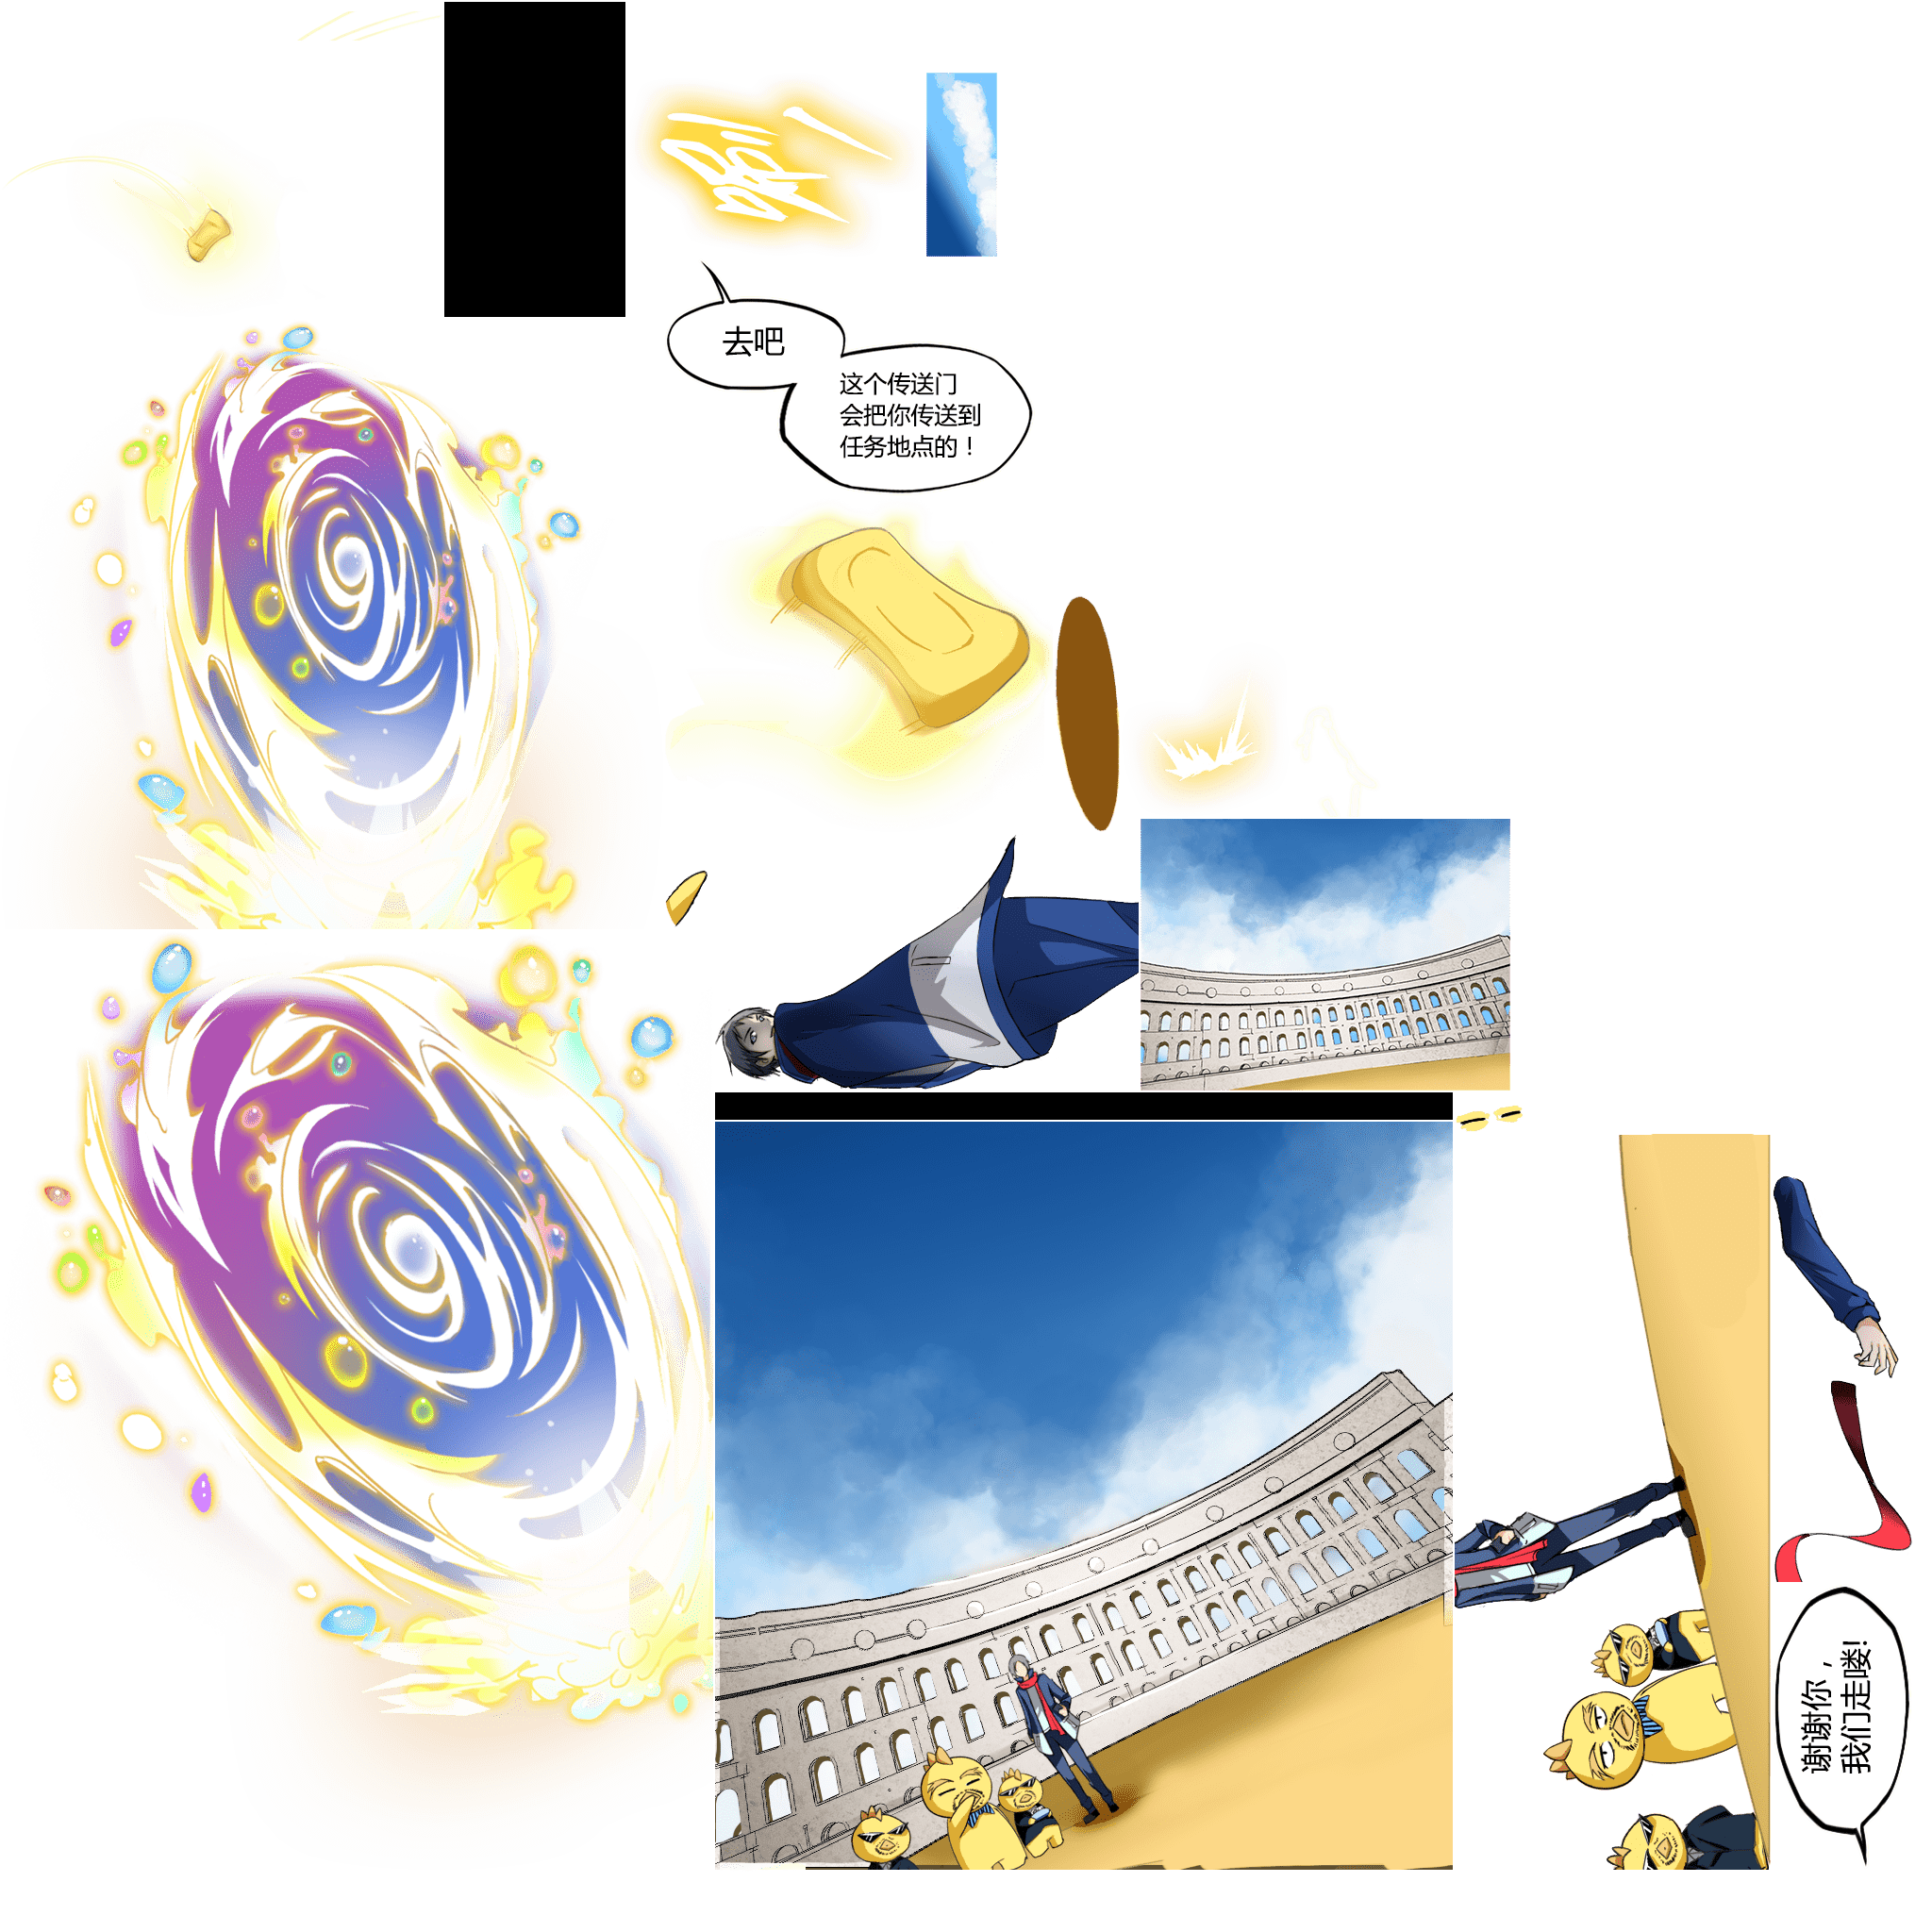 去吧
这个传送门
会把你传送到
任务地点的！
谢谢你，
我们走喽!